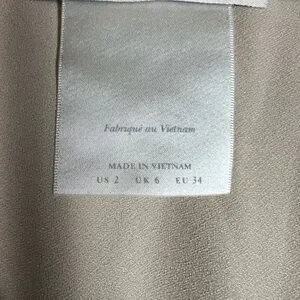 Fabriqué au Vietnam
MADE IN VIETNAM
US 2 UK 6 EU 34